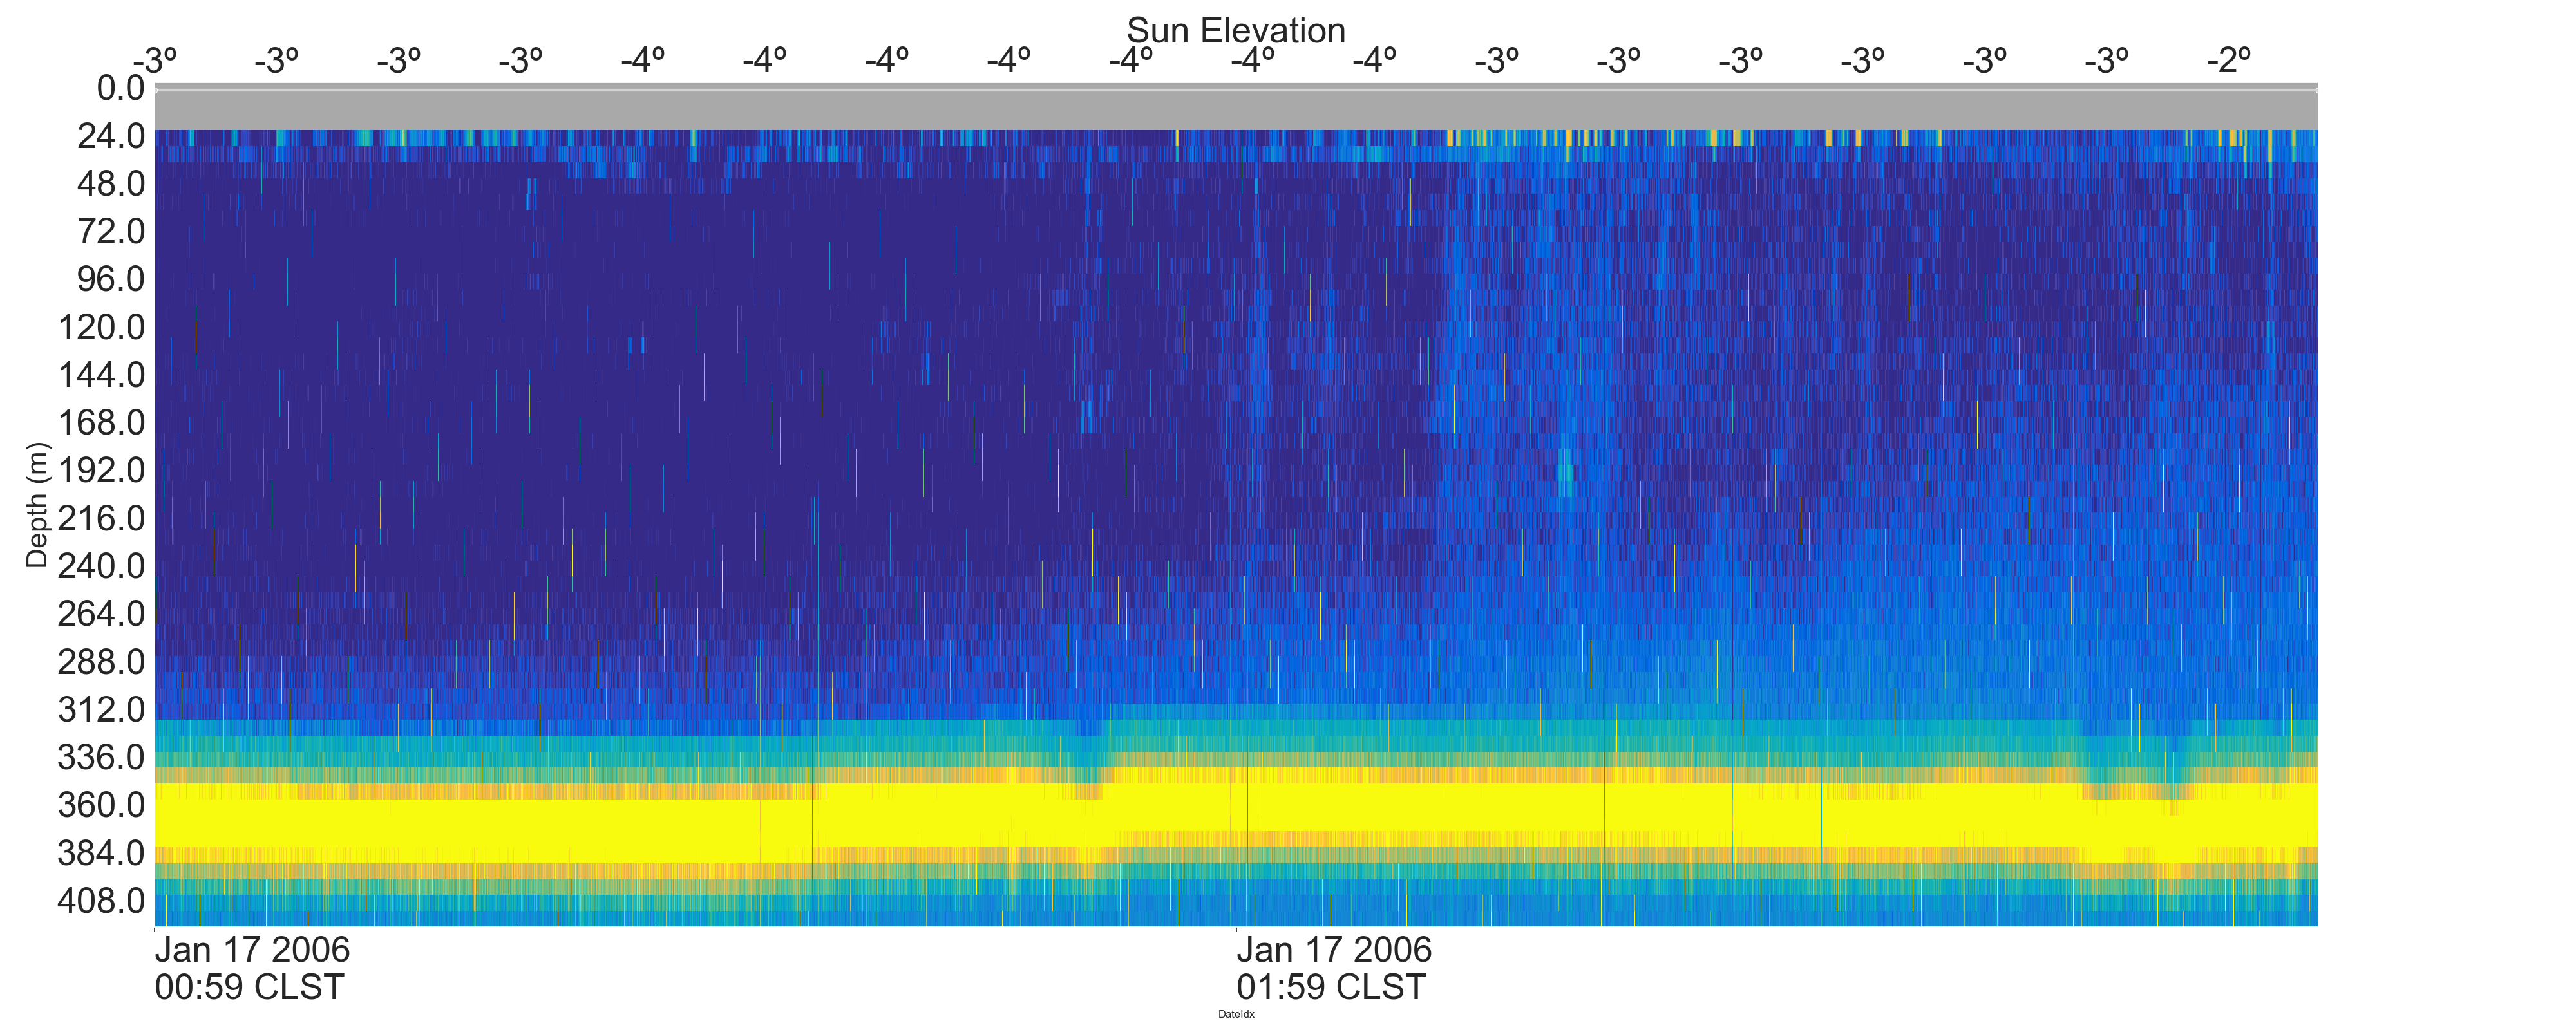 Sun Elevation
-3º -3º -3º -3º -4º -4º -4º -4º -4º -4º -4º -3º -3º -3º -3º -3º -3º -2º
0.0
24.0
48.0
72.0
96.0
120.0
144.0
168.0
192.0
216.0
240.0
264.0
288.0
312.0
336.0
360.0
384.0
408.0
Depth (m)
Jan 17 2006
00:59 CLST
Jan 17 2006
01:59 CLST
DateIdx